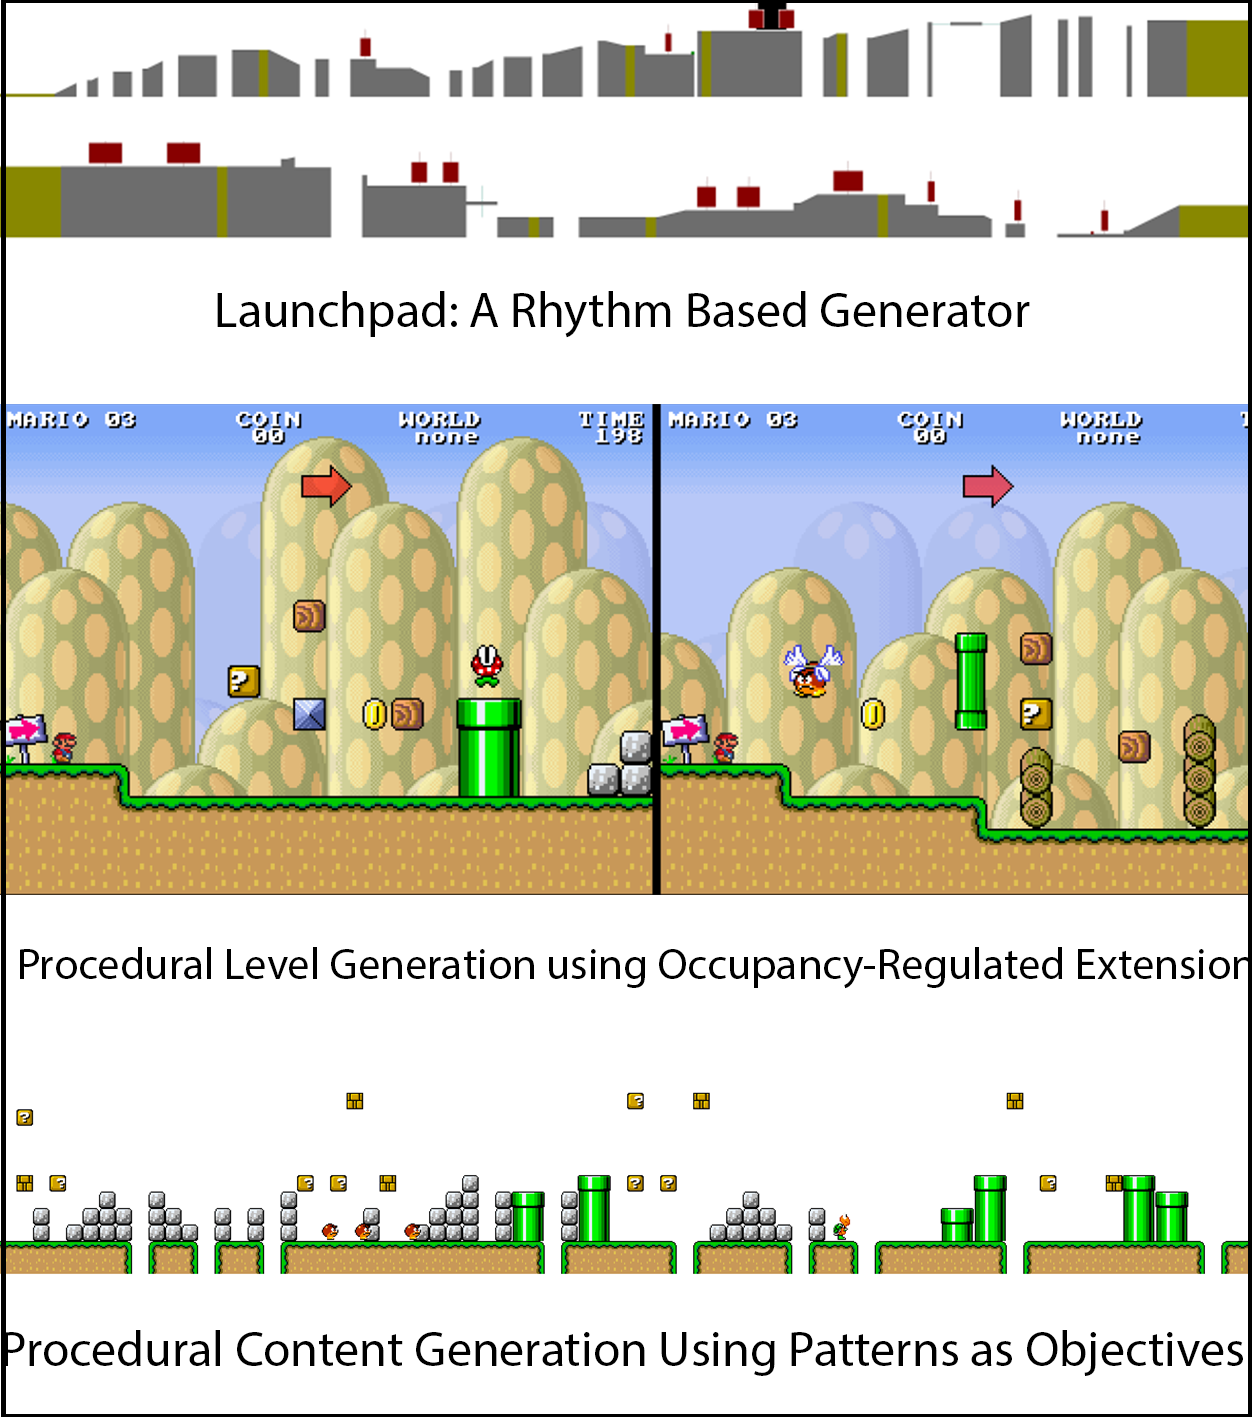 Launchpad: A Rhythm Based Generator
MARIO 03 COIN WORLD TIME MARIO 03 COIN WORLD T
00 none 198 00 none
?
?
Procedural Level Generation using Occupancy-Regulated Extension
? ? ? ? ? ? ? ?
Procedural Content Generation Using Patterns as Objectives